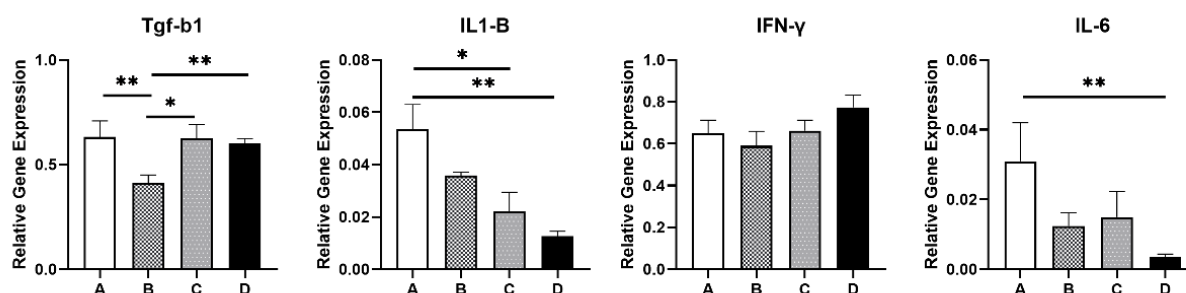 Tgf-b1
Relative Gene Expression
1.0
0.5
0.0
**
**
*
A B C D
IL1-B
Relative Gene Expression
0.08
0.06
0.04
0.02
0.00
*
**
A B C D
IFN-γ
Relative Gene Expression
1.0
0.8
0.6
0.4
0.2
0.0
A B C D
IL-6
Relative Gene Expression
0.06
0.04
0.02
0.00
**
A B C D